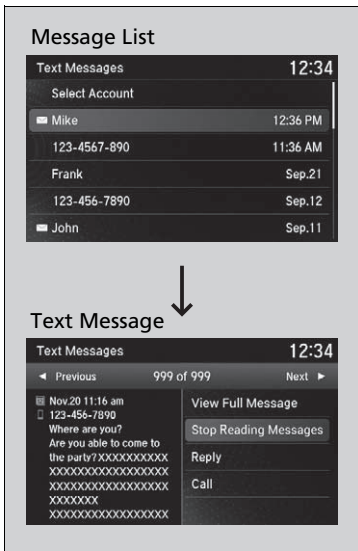 Message List
Text Messages 12:34
Select Account
Mike 12:36 PM
123-4567-890 11:36 AM
Frank Sep.21
123-456-7890 Sep.12
John Sep.11
Text Message
Text Messages 12:34
◄ Previous 999 of 999 Next ►
Nov.20 11:16 am
123-456-7890
Where are you?
Are you able to come to
the party?XXXXXXXXXX
XXXXXXXXXXXXXXXXX
XXXXXXXXXXXXXXXXX
XXXXXXX
XXXXXXXXXXXXXXXXX
View Full Message
Stop Reading Messages
Reply
Call